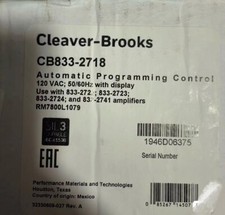 Cleaver-Brooks
CB833-2718
Automatic Programming Control
120 VAC; 50/60Hz with display
Use with 833-272 ; 833-2723;
833-2724; and 83 -2741 amplifiers
RM7800L1079
EAC
1946D06375
Serial Number
Performance Materials and Technologies
Houston, Texas
Country of origin: Mexico
Rev. A